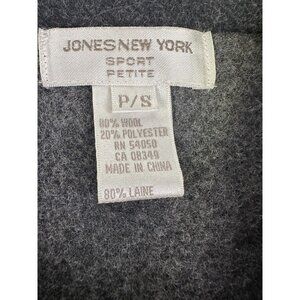 JONES NEW YORK
SPORT
PETITE
P/S
80% WOOL
20% POLYESTER
RN 54050
CA 08349
MADE IN CHINA
80% LAINE